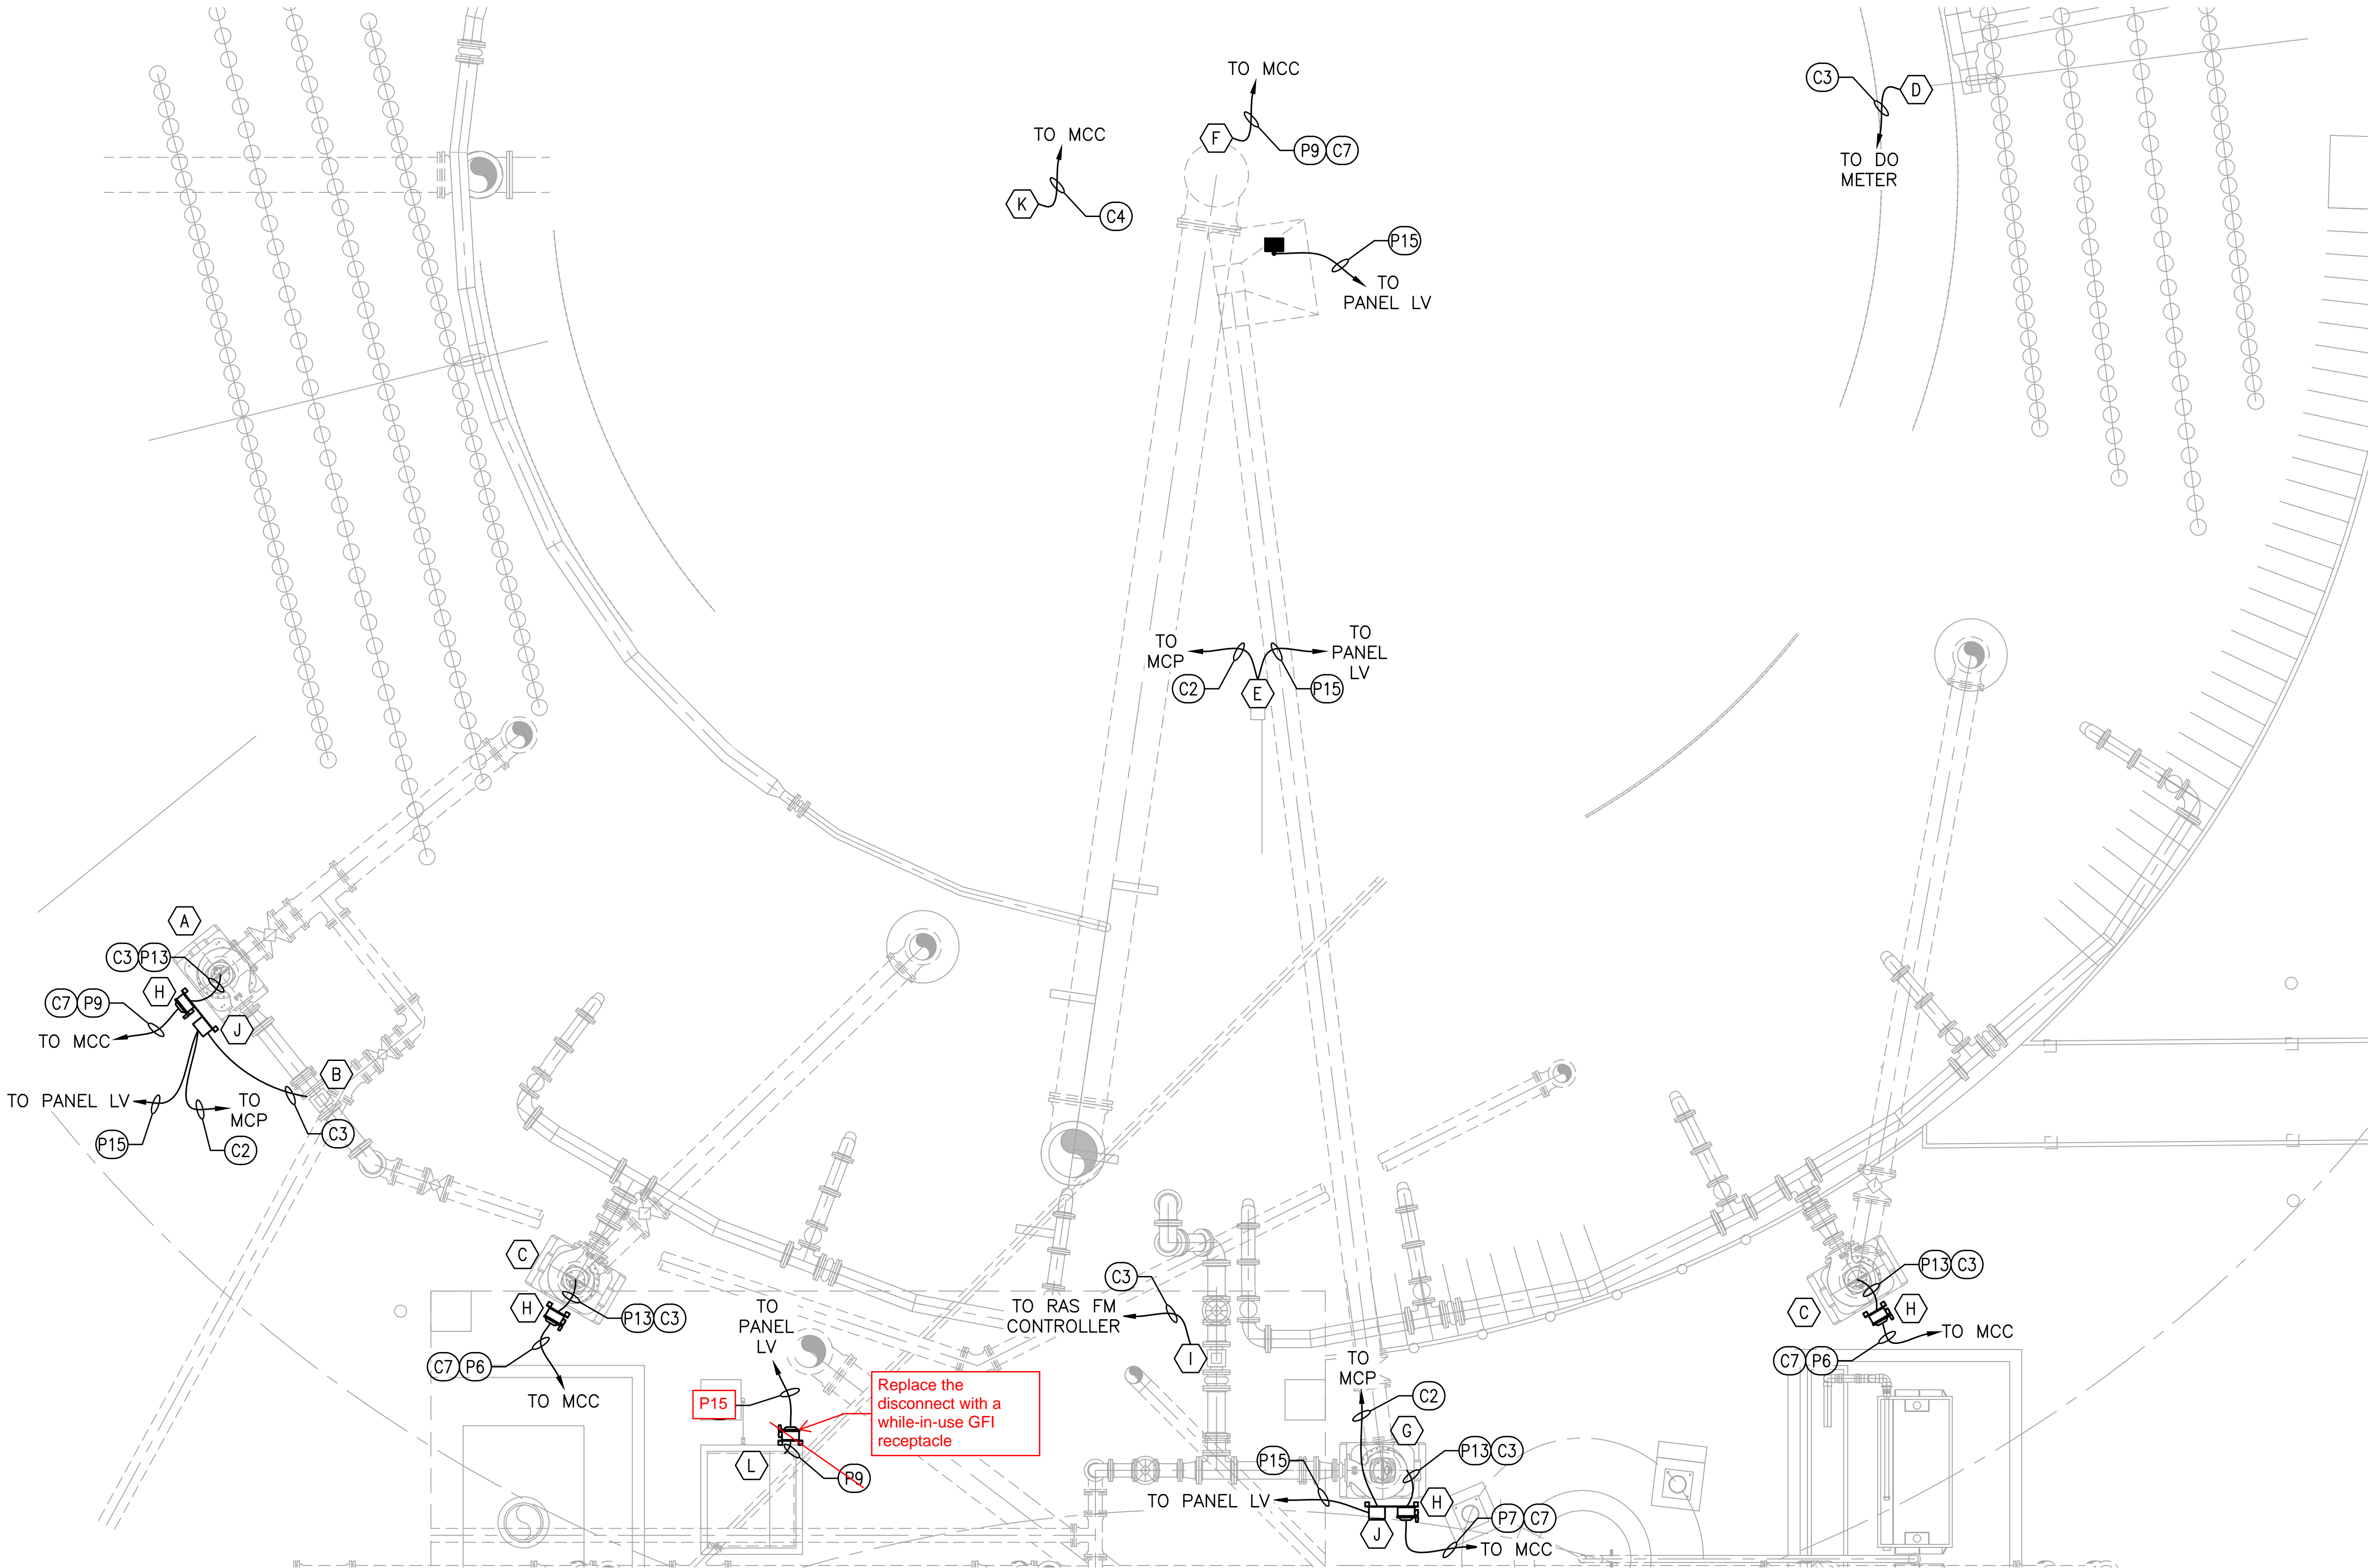 TO MCC
F
P9 C7
TO MCC
K
C4
C3
D
TO DO
METER
P15
TO
PANEL LV
TO
MCP
C2
E
TO
PANEL
LV
P15
A
C3 P13
H
C7 P9
TO MCC
J
B
TO PANEL LV
P15
TO
MCP
C2
C3
C
H
P13 C3
C7 P6
TO MCC
TO
PANEL
LV
P15
Replace the
disconnect with a
while-in-use GFI
receptacle
L
P9
C3
TO RAS FM
CONTROLLER
I
TO
MCP
C2
G
P13 C3
P15
TO PANEL LV
H
J
P7 C7
TO MCC
P13 C3
C
H
TO MCC
C7 P6